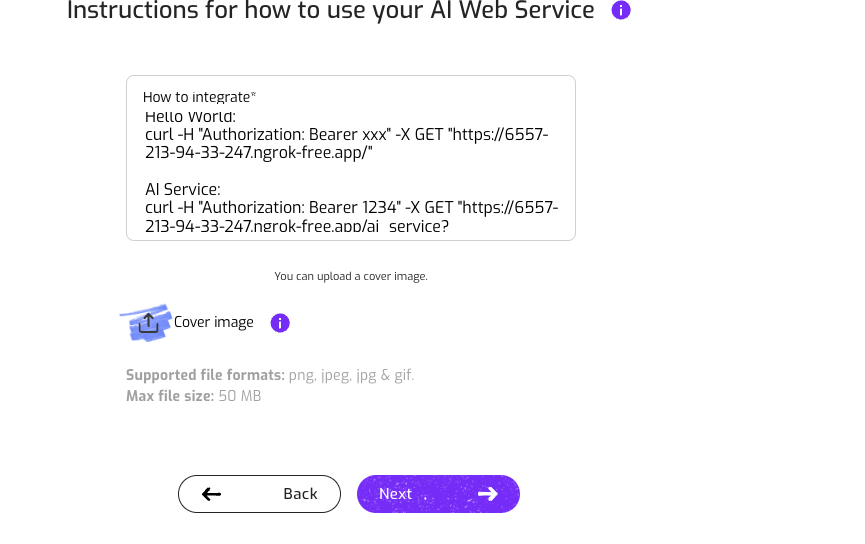 Instructions for how to use your AI Web Service
How to integrate*
Hello World:
curl -H "Authorization: Bearer xxx" -X GET "https://6557-
213-94-33-247.ngrok-free.app/"
AI Service:
curl -H "Authorization: Bearer 1234" -X GET "https://6557-
213-94-33-247.ngrok-free.app/ai_service?
You can upload a cover image.
Cover image
Supported file formats: png, jpeg, jpg & gif.
Max file size: 50 MB
Back
Next